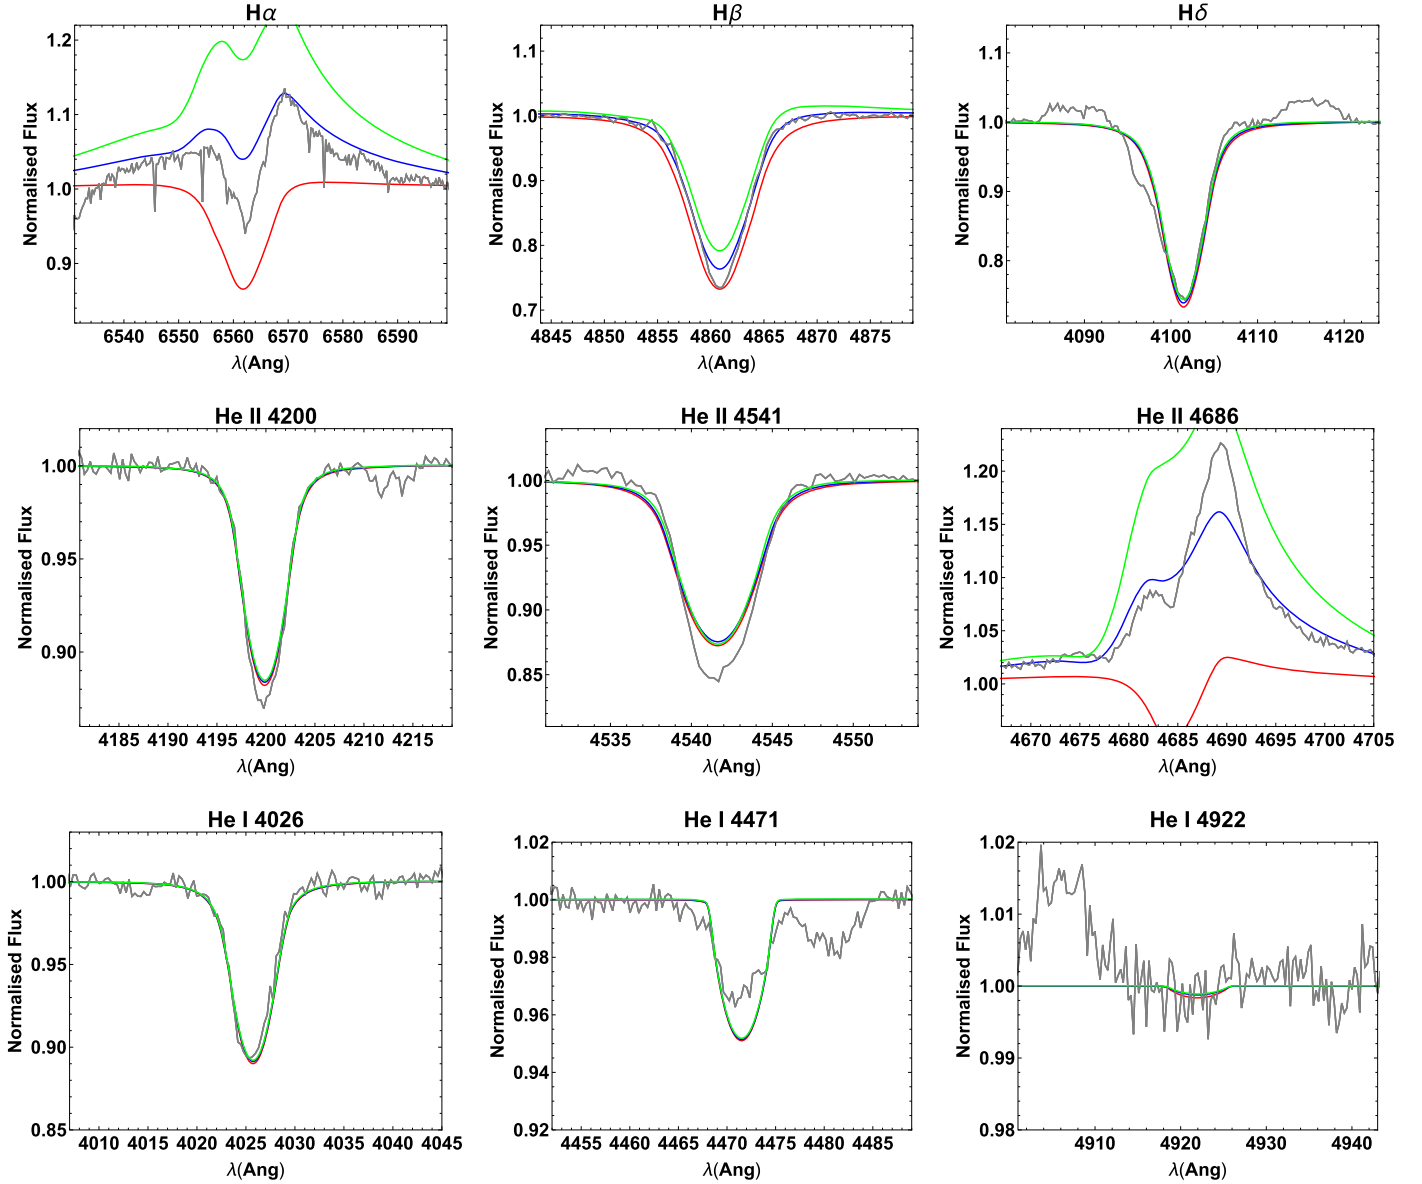 Hα
Hβ
Hδ
1.2
1.1
1.0
0.9
Normalised Flux
6540 6550 6560 6570 6580 6590
λ(Ang)
1.1
1.0
0.9
0.8
0.7
Normalised Flux
4845 4850 4855 4860 4865 4870 4875
λ(Ang)
1.1
1.0
0.9
0.8
Normalised Flux
4090 4100 4110 4120
λ(Ang)
He II 4200
He II 4541
He II 4686
1.00
0.95
0.90
Normalised Flux
4185 4190 4195 4200 4205 4210 4215
λ(Ang)
1.00
0.95
0.90
0.85
Normalised Flux
4535 4540 4545 4550
λ(Ang)
1.20
1.15
1.10
1.05
1.00
Normalised Flux
4670 4675 4680 4685 4690 4695 4700 4705
λ(Ang)
He I 4026
He I 4471
He I 4922
1.00
0.95
0.90
0.85
Normalised Flux
4010 4015 4020 4025 4030 4035 4040 4045
λ(Ang)
1.02
1.00
0.98
0.96
0.94
0.92
Normalised Flux
4455 4460 4465 4470 4475 4480 4485
λ(Ang)
1.02
1.01
1.00
0.99
0.98
Normalised Flux
4910 4920 4930 4940
λ(Ang)